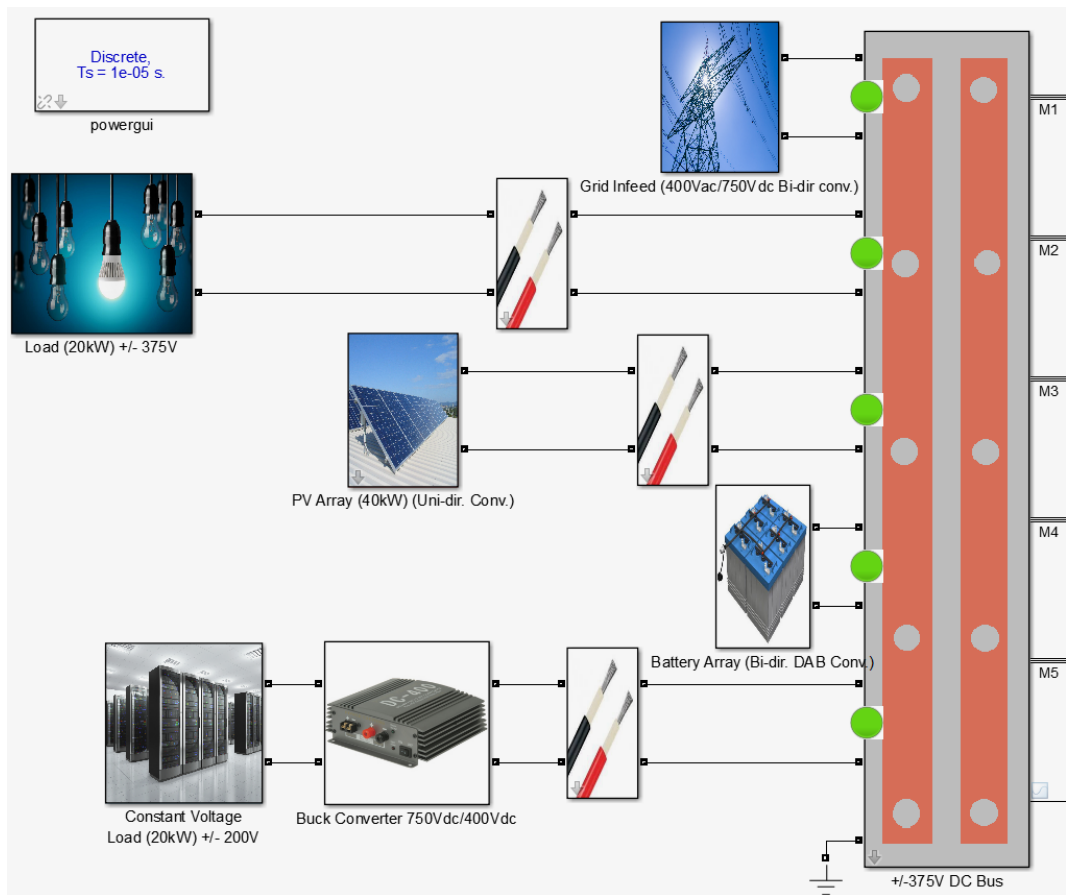 Discrete,
Ts = 1e-05 s.
powergui
Grid Infeed (400Vac/750Vdc Bi-dir conv.)
M1
M2
Load (20kW) +/- 375V
M3
PV Array (40kW) (Uni-dir. Conv.)
M4
Battery Array (Bi-dir. DAB Conv.)
M5
DC-400
Constant Voltage
Load (20kW) +/- 200V
Buck Converter 750Vdc/400Vdc
+/-375V DC Bus